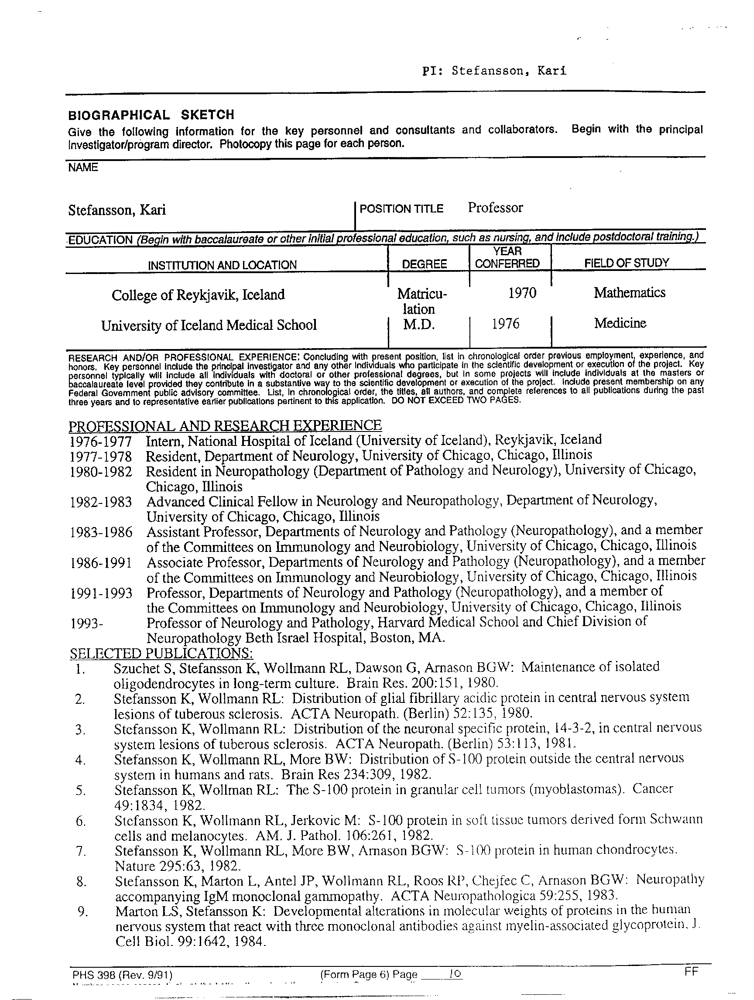 PI: Stefansson, Kari
BIOGRAPHICAL SKETCH
Give the following information for the key personnel and consultants and collaborators. Begin with the principal
Investigator/program director. Photocopy this page for each person.
NAME
Stefansson, Kari
POSITION TITLE Professor
EDUCATION (Begin with baccalaureate or other initial professional education, such as nursing, and include postdoctoral training.)
INSTITUTION AND LOCATION DEGREE YEAR CONFERRED FIELD OF STUDY
College of Reykjavik, Iceland Matricu- 1970 Mathematics
lation
University of Iceland Medical School M.D. 1976 Medicine
RESEARCH AND/OR PROFESSIONAL EXPERIENCE: Concluding with present position, list in chronological order previous employment, experience, and
honors. Key personnel include the principal investigator and any other individuals who participate in the scientific development or execution of the project. Key
personnel typically will include all individuals with doctoral or other professional degrees, but in some projects will include individuals at the masters or
baccalaureate level provided they contribute in a substantive way to the scientific development or execution of the project. Include present membership on any
Federal Government public advisory committee. List, in chronological order, the titles, all authors, and complete references to all publications during the past
three years and to representative earlier publications pertinent to this application. DO NOT EXCEED TWO PAGES.
PROFESSIONAL AND RESEARCH EXPERIENCE
1976-1977 Intern, National Hospital of Iceland (University of Iceland), Reykjavik, Iceland
1977-1978 Resident, Department of Neurology, University of Chicago, Chicago, Illinois
1980-1982 Resident in Neuropathology (Department of Pathology and Neurology), University of Chicago,
Chicago, Illinois
1982-1983 Advanced Clinical Fellow in Neurology and Neuropathology, Department of Neurology,
University of Chicago, Chicago, Illinois
1983-1986 Assistant Professor, Departments of Neurology and Pathology (Neuropathology), and a member
of the Committees on Immunology and Neurobiology, University of Chicago, Chicago, Illinois
1986-1991 Associate Professor, Departments of Neurology and Pathology (Neuropathology), and a member
of the Committees on Immunology and Neurobiology, University of Chicago, Chicago, Illinois
1991-1993 Professor, Departments of Neurology and Pathology (Neuropathology), and a member of
the Committees on Immunology and Neurobiology, University of Chicago, Chicago, Illinois
1993- Professor of Neurology and Pathology, Harvard Medical School and Chief Division of
Neuropathology Beth Israel Hospital, Boston, MA.
SELECTED PUBLICATIONS:
1. Szuchet S, Stefansson K, Wollmann RL, Dawson G, Arnason BGW: Maintenance of isolated
oligodendrocytes in long-term culture. Brain Res. 200:151, 1980.
2. Stefansson K, Wollmann RL: Distribution of glial fibrillary acidic protein in central nervous system
lesions of tuberous sclerosis. ACTA Neuropath. (Berlin) 52:135, 1980.
3. Stefansson K, Wollmann RL: Distribution of the neuronal specific protein, 14-3-2, in central nervous
system lesions of tuberous sclerosis. ACTA Neuropath. (Berlin) 53:113, 1981.
4. Stefansson K, Wollmann RL, More BW: Distribution of S-100 protein outside the central nervous
system in humans and rats. Brain Res 234:309, 1982.
5. Stefansson K, Wollman RL: The S-100 protein in granular cell tumors (myoblastomas). Cancer
49:1834, 1982.
6. Stefansson K, Wollmann RL, Jerkovic M: S-100 protein in soft tissue tumors derived form Schwann
cells and melanocytes. AM. J. Pathol. 106:261, 1982.
7. Stefansson K, Wollmann RL, More BW, Arnason BGW: S-100 protein in human chondrocytes.
Nature 295:63, 1982.
8. Stefansson K, Marton L, Antel JP, Wollmann RL, Roos RP, Chejfec C, Arnason BGW: Neuropathy
accompanying IgM monoclonal gammopathy. ACTA Neuropathologica 59:255, 1983.
9. Marton LS, Stefansson K: Developmental alterations in molecular weights of proteins in the human
nervous system that react with three monoclonal antibodies against myelin-associated glycoprotein, J.
Cell Biol. 99:1642, 1984.
PHS 398 (Rev. 9/91) (Form Page 6) Page 10 FF